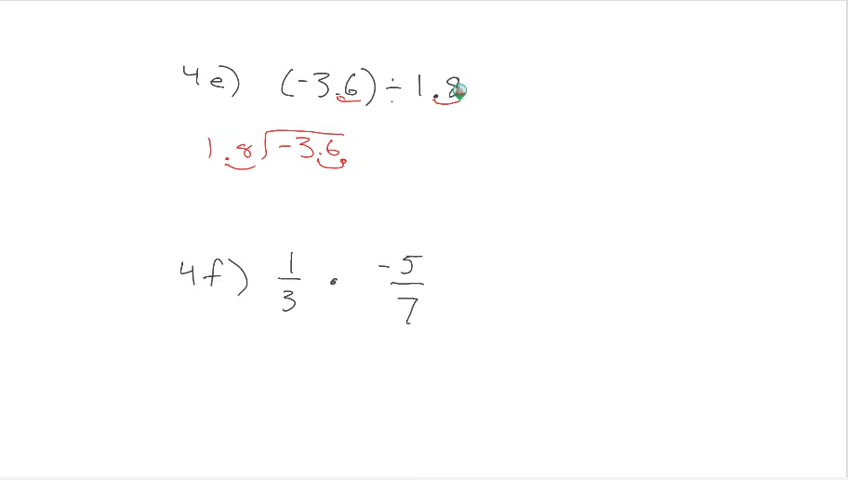 4e) (-3.6) ÷ 1.8
1.8 ⟌ -3.6
4f) 1/3 · -5/7